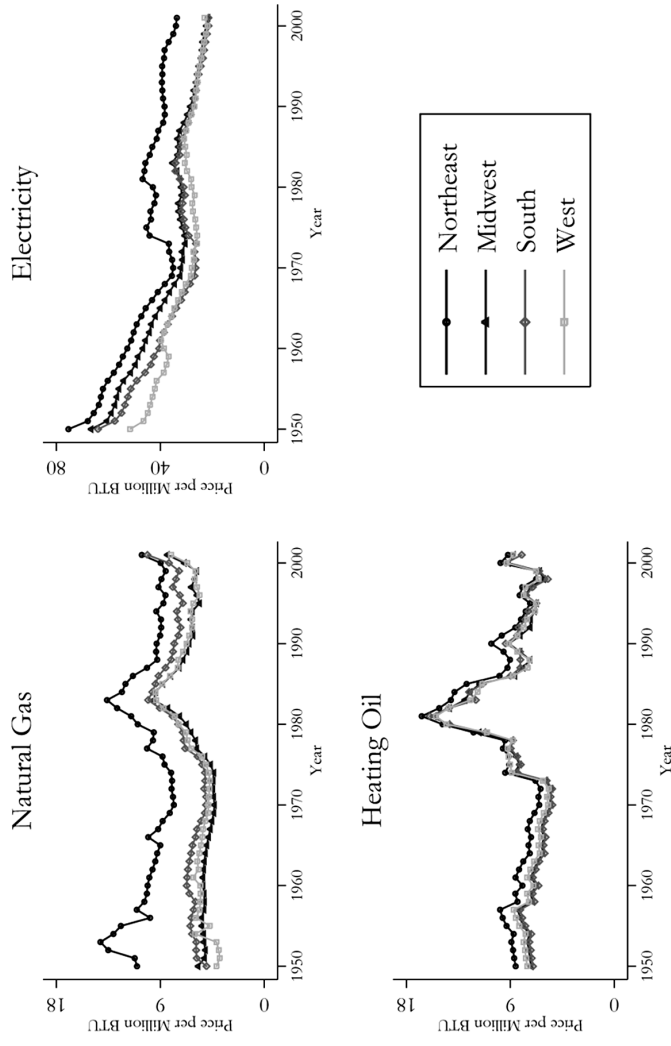 Natural Gas
Price per Million BTU
18
9
0
1950 1960 1970 1980 1990 2000
Year
Electricity
Price per Million BTU
80
40
0
1950 1960 1970 1980 1990 2000
Year
Heating Oil
Price per Million BTU
18
9
0
1950 1960 1970 1980 1990 2000
Year
Northeast
Midwest
South
West